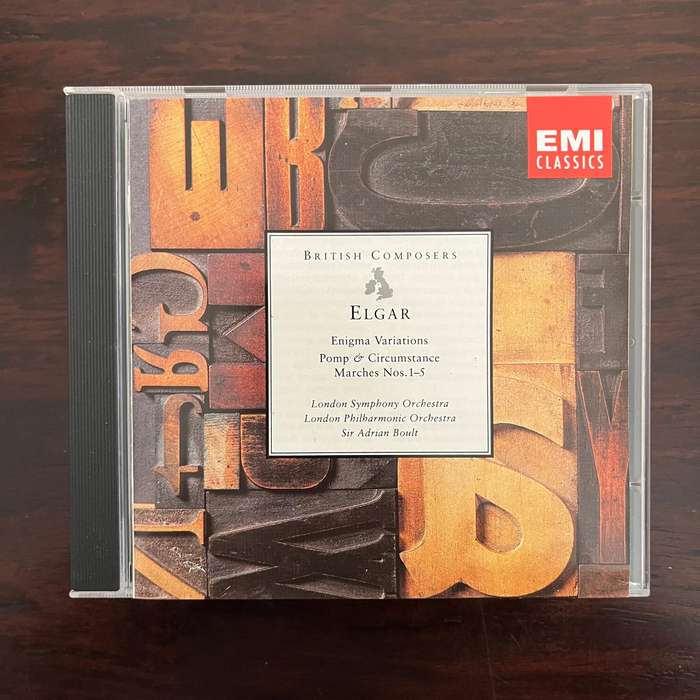 EMI
CLASSICS
BRITISH COMPOSERS
ELGAR
Enigma Variations
Pomp & Circumstance
Marches Nos.1–5
London Symphony Orchestra
London Philharmonic Orchestra
Sir Adrian Boult